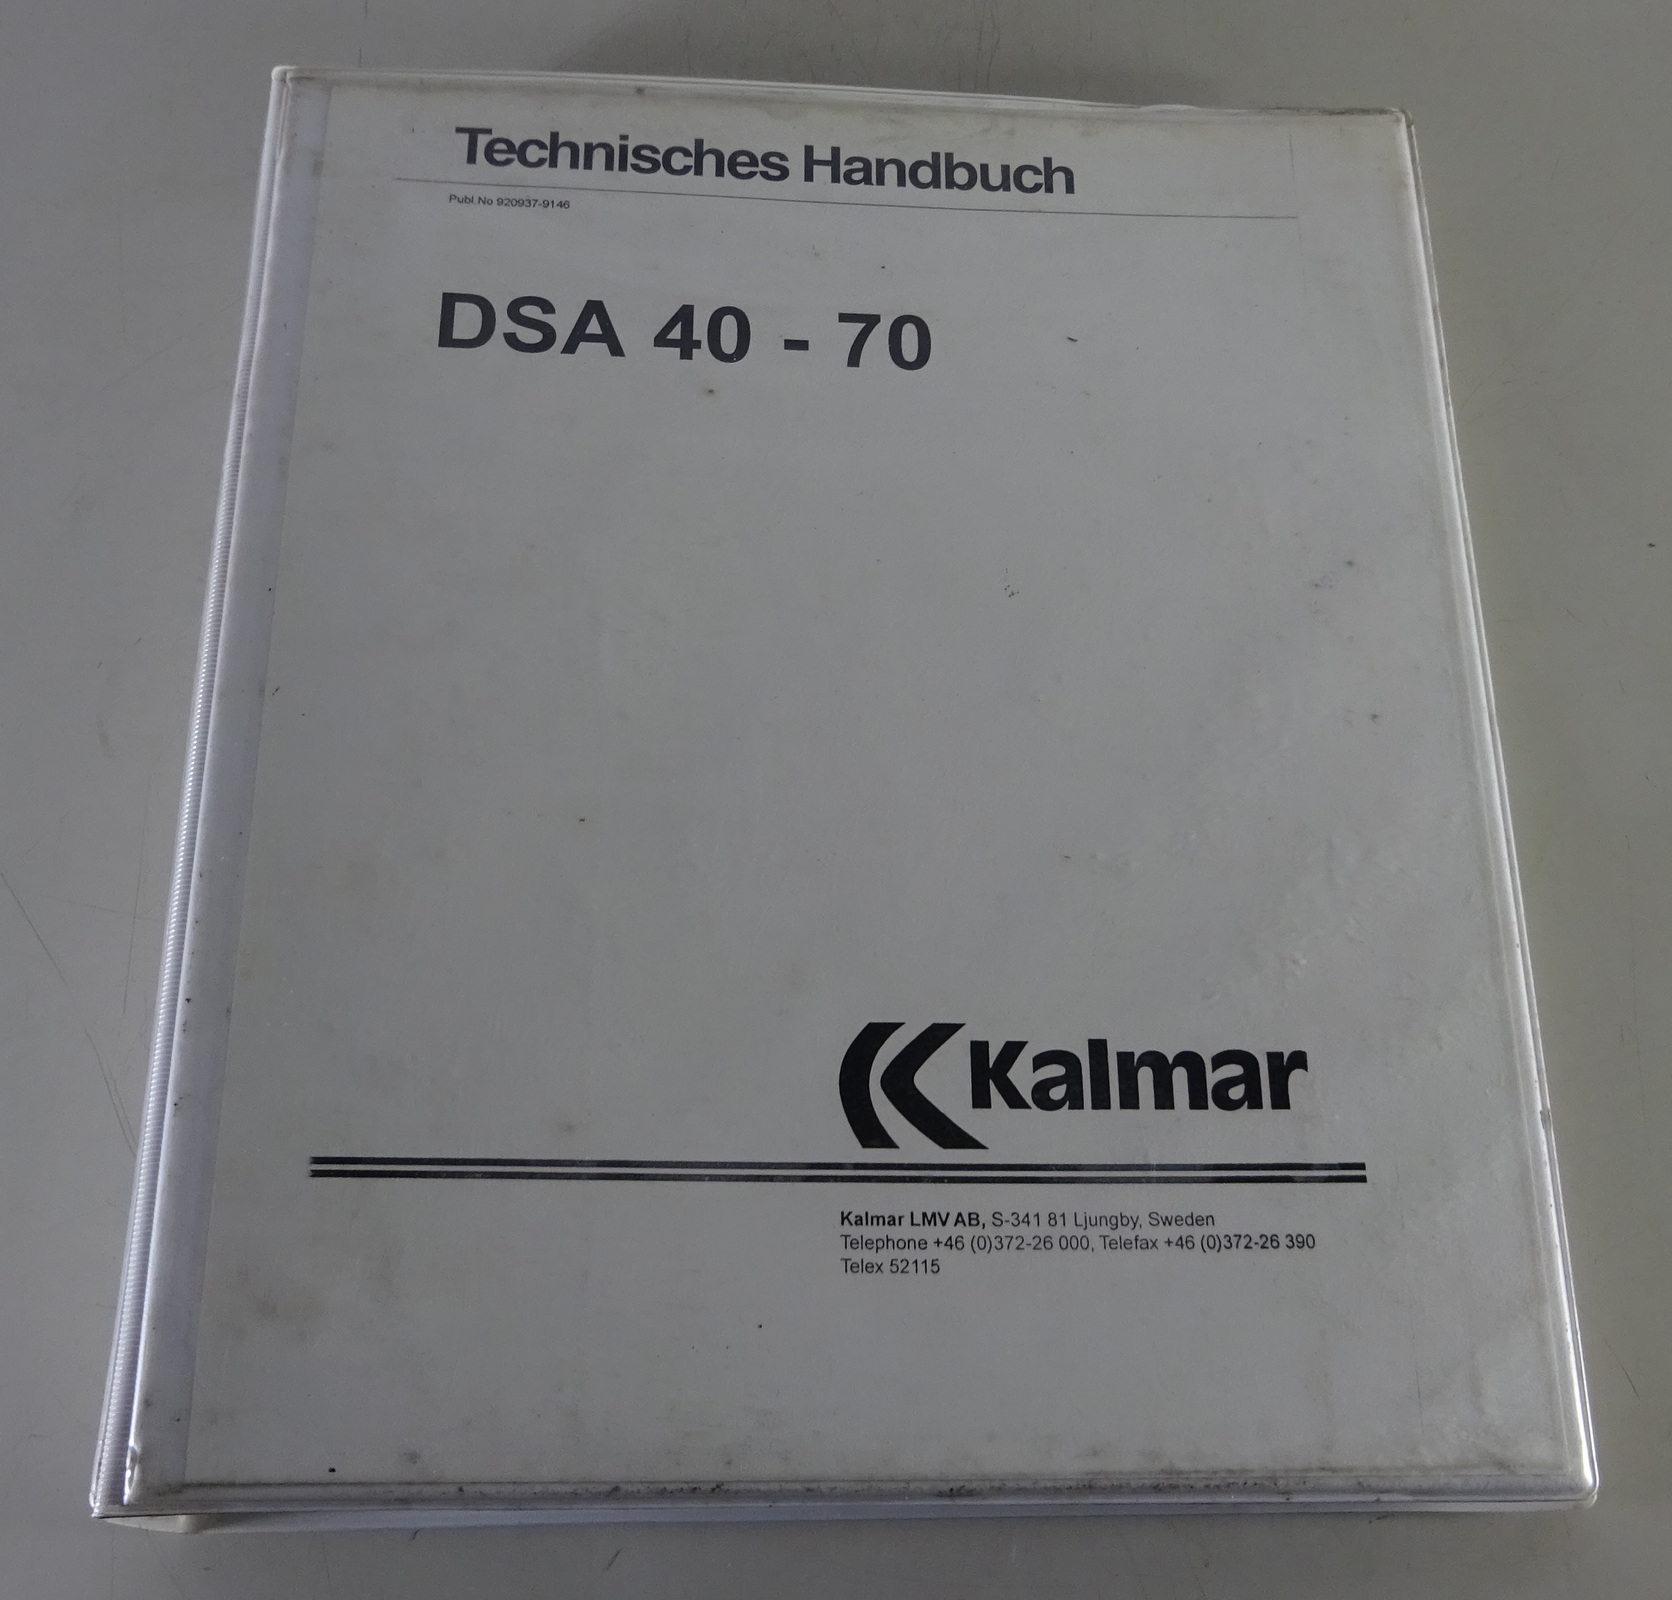 Technisches Handbuch
Publ.No 920937-9146
DSA 40 - 70
Kalmar
Kalmar LMV AB, S-341 81 Ljungby, Sweden
Telephone +46 (0)372-26 000, Telefax +46 (0)372-26 390
Telex 52115